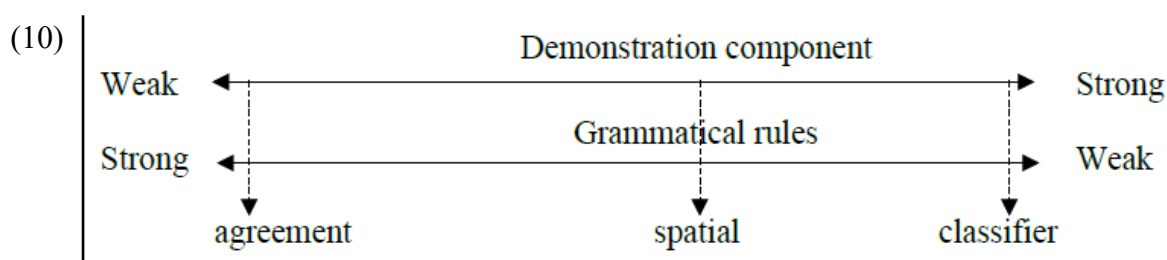 (10)
Demonstration component
Weak Strong
Grammatical rules
Strong Weak
agreement spatial classifier